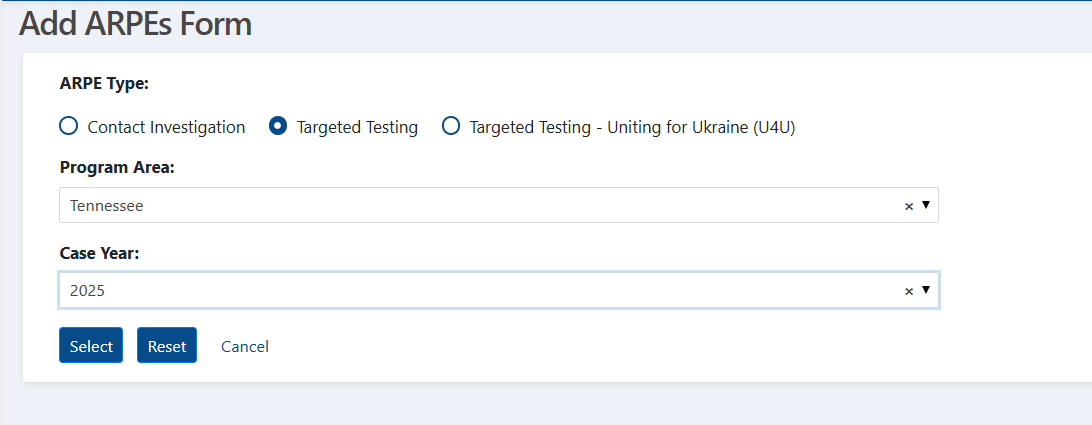 Add ARPEs Form
ARPE Type:
Contact Investigation Targeted Testing Targeted Testing - Uniting for Ukraine (U4U)
Program Area:
Tennessee × ▼
Case Year:
2025 × ▼
Select Reset Cancel